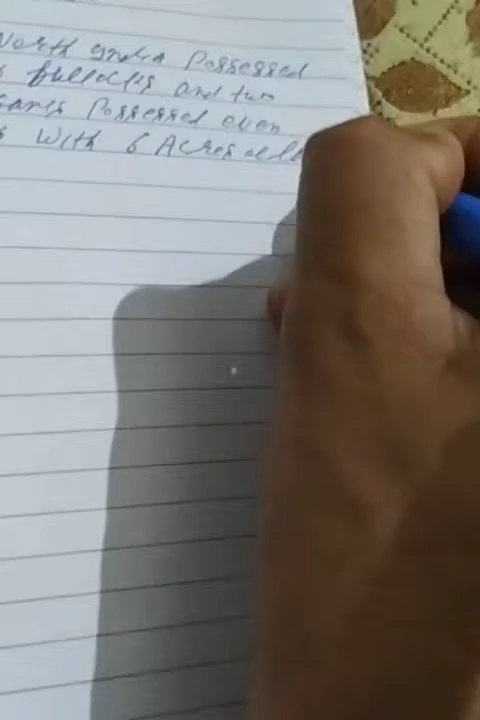 North India Possessed
bullocks and two
Possessed even
With 6 Acres